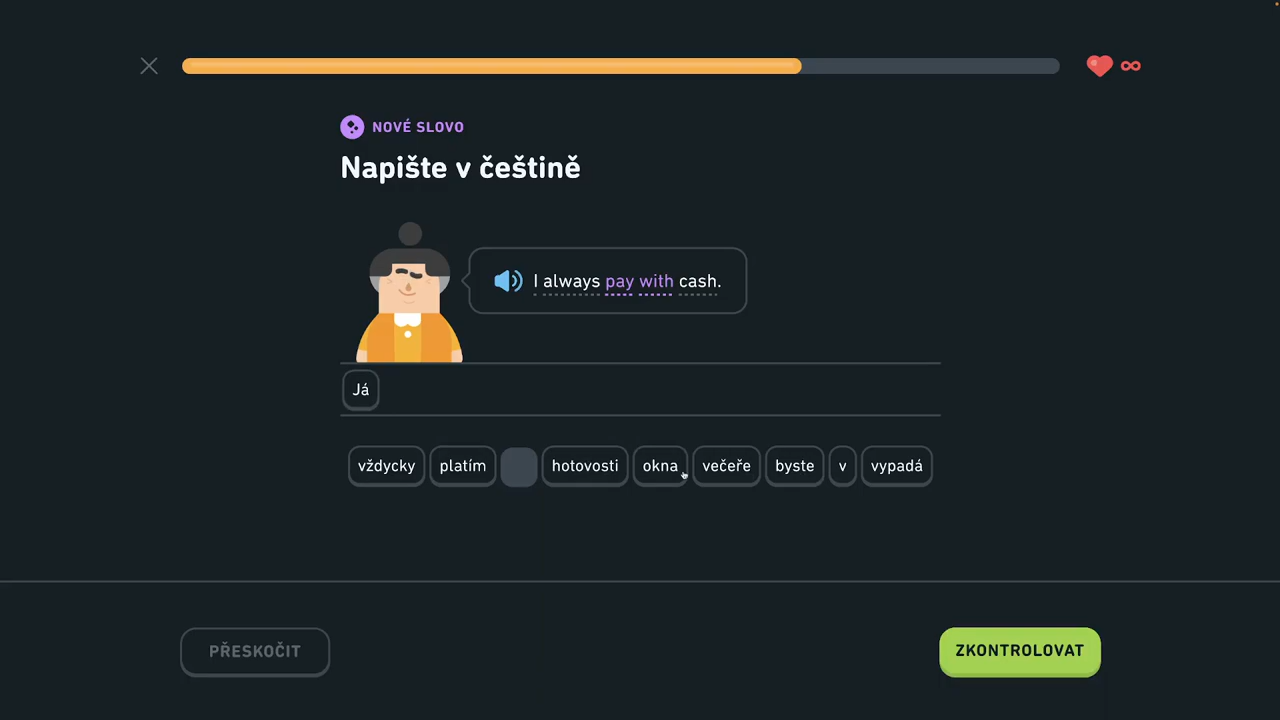 NOVÉ SLOVO
Napište v češtině
I always pay with cash.
Já
vždycky platím hotovosti okna večeře byste v vypadá
PŘESKOČIT ZKONTROLOVAT